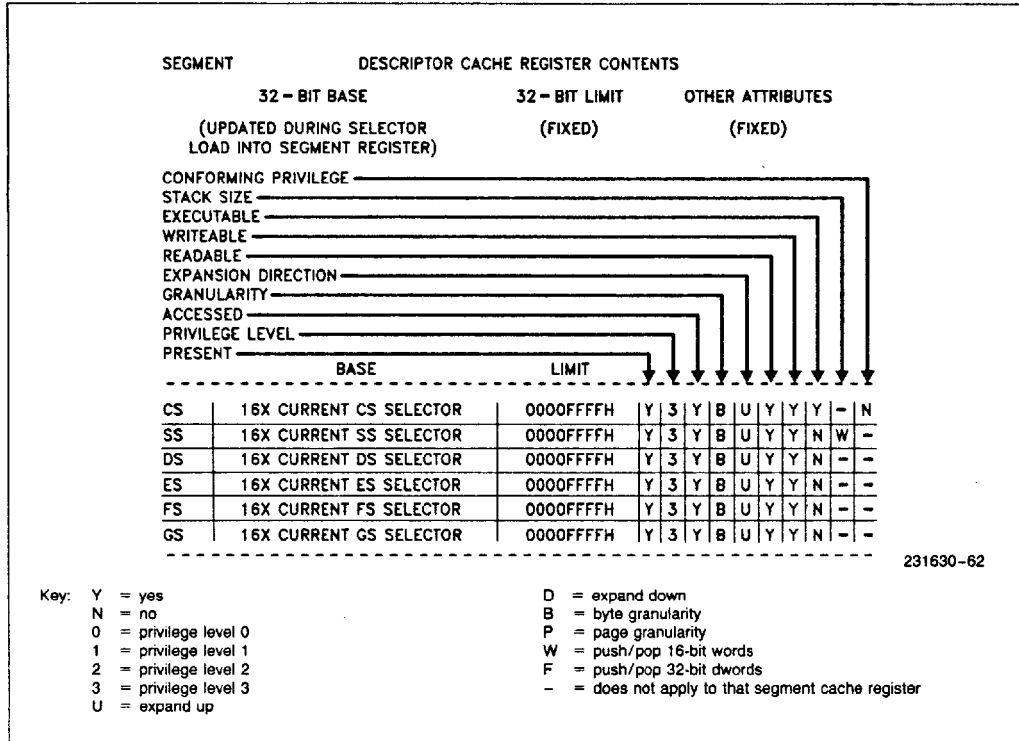 SEGMENT DESCRIPTOR CACHE REGISTER CONTENTS
32 – BIT BASE 32 – BIT LIMIT OTHER ATTRIBUTES
(UPDATED DURING SELECTOR (FIXED) (FIXED)
LOAD INTO SEGMENT REGISTER)
CONFORMING PRIVILEGE
STACK SIZE
EXECUTABLE
WRITEABLE
READABLE
EXPANSION DIRECTION
GRANULARITY
ACCESSED
PRIVILEGE LEVEL
PRESENT
BASE LIMIT
CS 16X CURRENT CS SELECTOR 0000FFFFH Y 3 Y B U Y Y Y – N
SS 16X CURRENT SS SELECTOR 0000FFFFH Y 3 Y B U Y Y N W –
DS 16X CURRENT DS SELECTOR 0000FFFFH Y 3 Y B U Y Y N – –
ES 16X CURRENT ES SELECTOR 0000FFFFH Y 3 Y B U Y Y N – –
FS 16X CURRENT FS SELECTOR 0000FFFFH Y 3 Y B U Y Y N – –
GS 16X CURRENT GS SELECTOR 0000FFFFH Y 3 Y B U Y Y N – –
231630–62
Key: Y = yes
N = no
0 = privilege level 0
1 = privilege level 1
2 = privilege level 2
3 = privilege level 3
U = expand up
D = expand down
B = byte granularity
P = page granularity
W = push/pop 16-bit words
F = push/pop 32-bit dwords
– = does not apply to that segment cache register